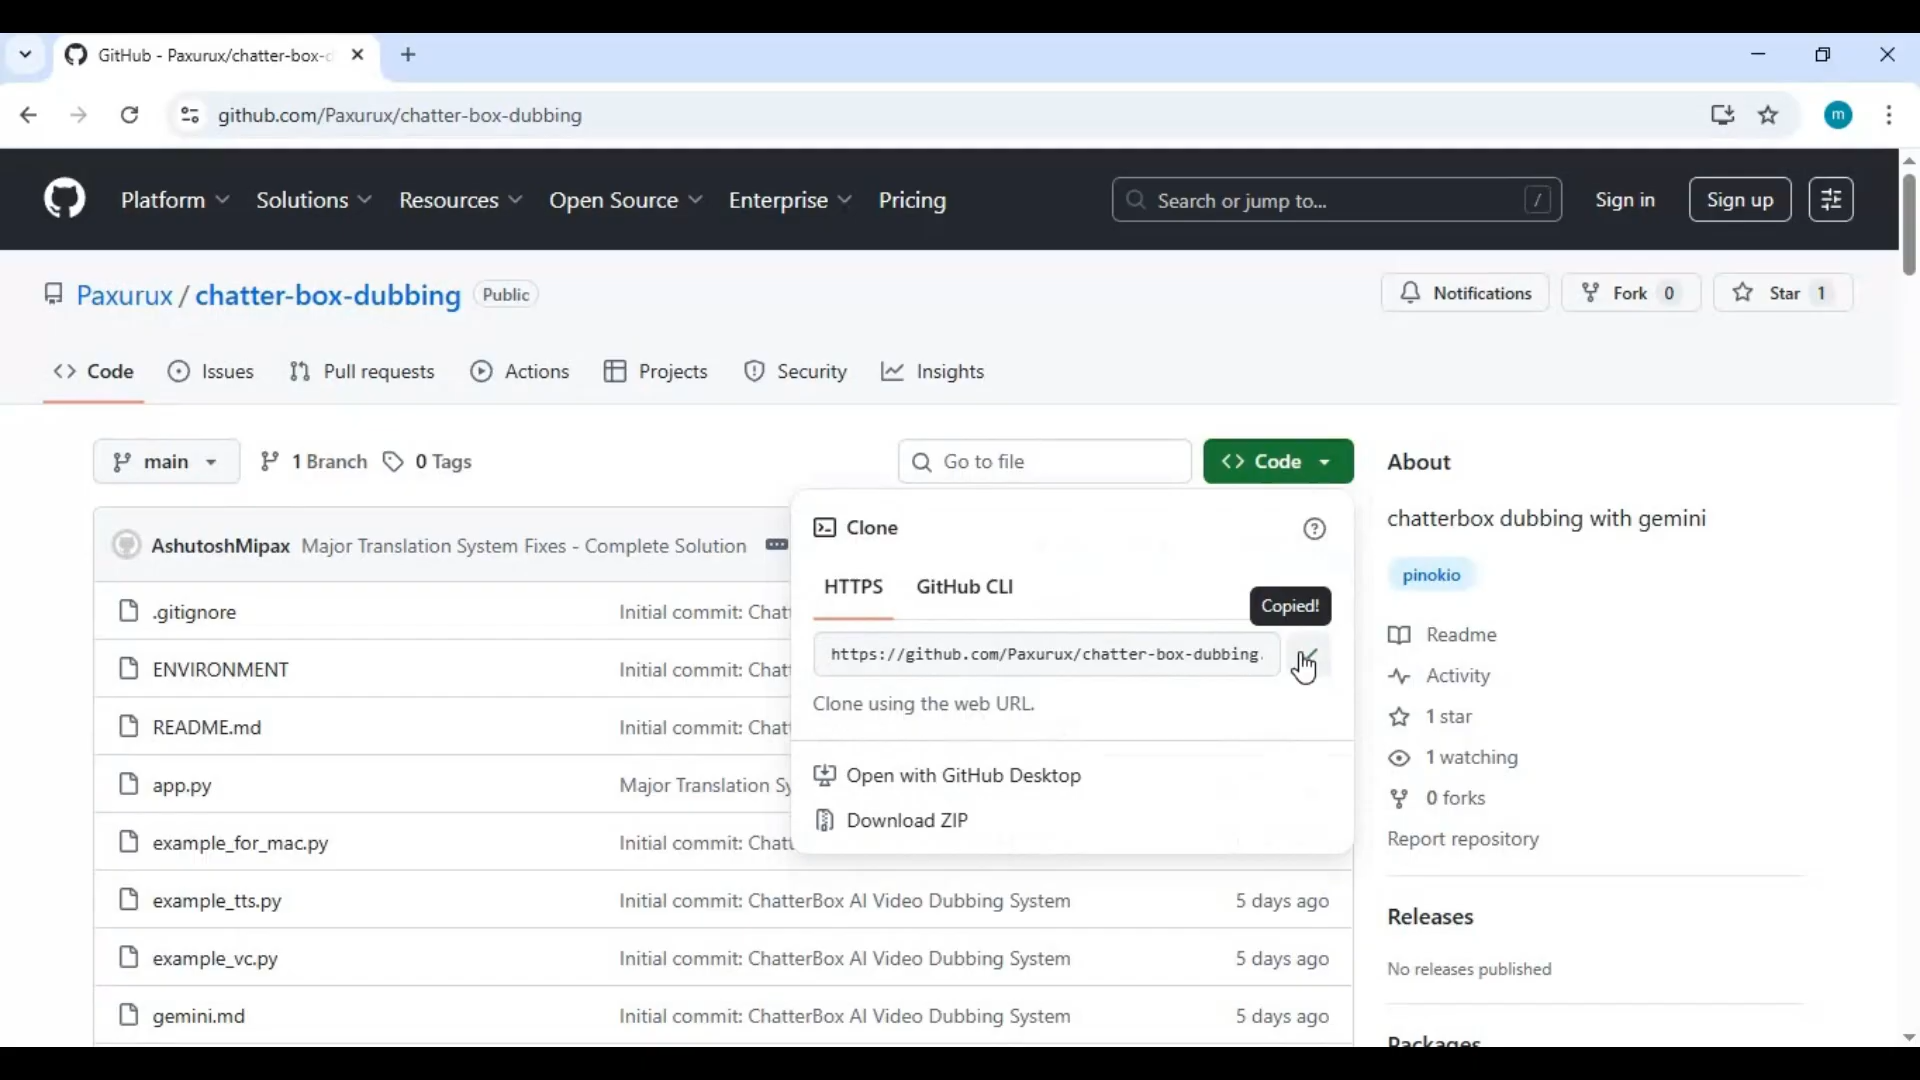 GitHub - Paxurux/chatter-box-d
github.com/Paxurux/chatter-box-dubbing
m
Platform Solutions Resources Open Source Enterprise Pricing Search or jump to... / Sign in Sign up
Paxurux / chatter-box-dubbing Public Notifications Fork 0 Star 1
Code Issues Pull requests Actions Projects Security Insights
main 1 Branch 0 Tags Go to file Code
AshutoshMipax Major Translation System Fixes - Complete Solution
.gitignore Initial commit: Chat
ENVIRONMENT Initial commit: Chat
README.md Initial commit: Chat
app.py Major Translation Sy
example_for_mac.py Initial commit: Chatt
example_tts.py Initial commit: ChatterBox AI Video Dubbing System 5 days ago
example_vc.py Initial commit: ChatterBox AI Video Dubbing System 5 days ago
gemini.md Initial commit: ChatterBox AI Video Dubbing System 5 days ago
Clone
HTTPS GitHub CLI
Copied!
https://github.com/Paxurux/chatter-box-dubbing.
Clone using the web URL.
Open with GitHub Desktop
Download ZIP
About
chatterbox dubbing with gemini
pinokio
Readme
Activity
1 star
1 watching
0 forks
Report repository
Releases
No releases published
Packages